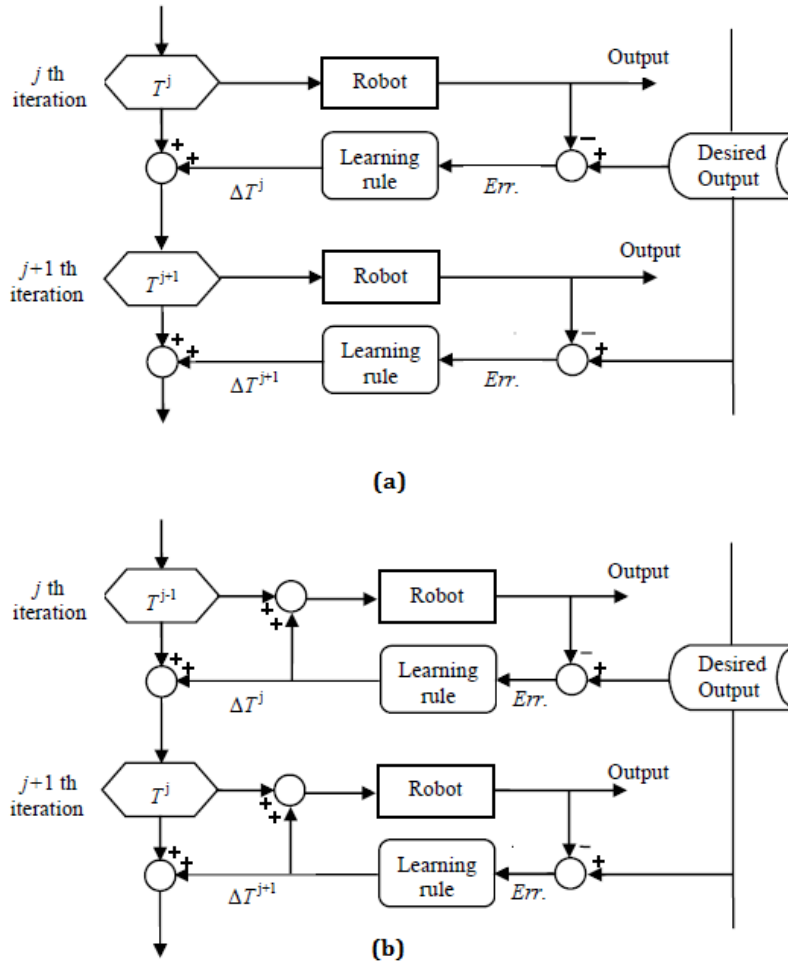 Output
j th
iteration
T^j
Robot
−
+
+
+
Learning
rule
Desired
Output
ΔT^j
Err.
Output
j+1 th
iteration
T^{j+1}
Robot
−
+
+
+
Learning
rule
ΔT^{j+1}
Err.
(a)
j th
iteration
T^{j-1}
Robot
Output
+
+
−
+
+
+
Learning
rule
Desired
Output
ΔT^j
Err.
j+1 th
iteration
T^j
Robot
Output
+
+
−
+
+
+
Learning
rule
ΔT^{j+1}
Err.
(b)